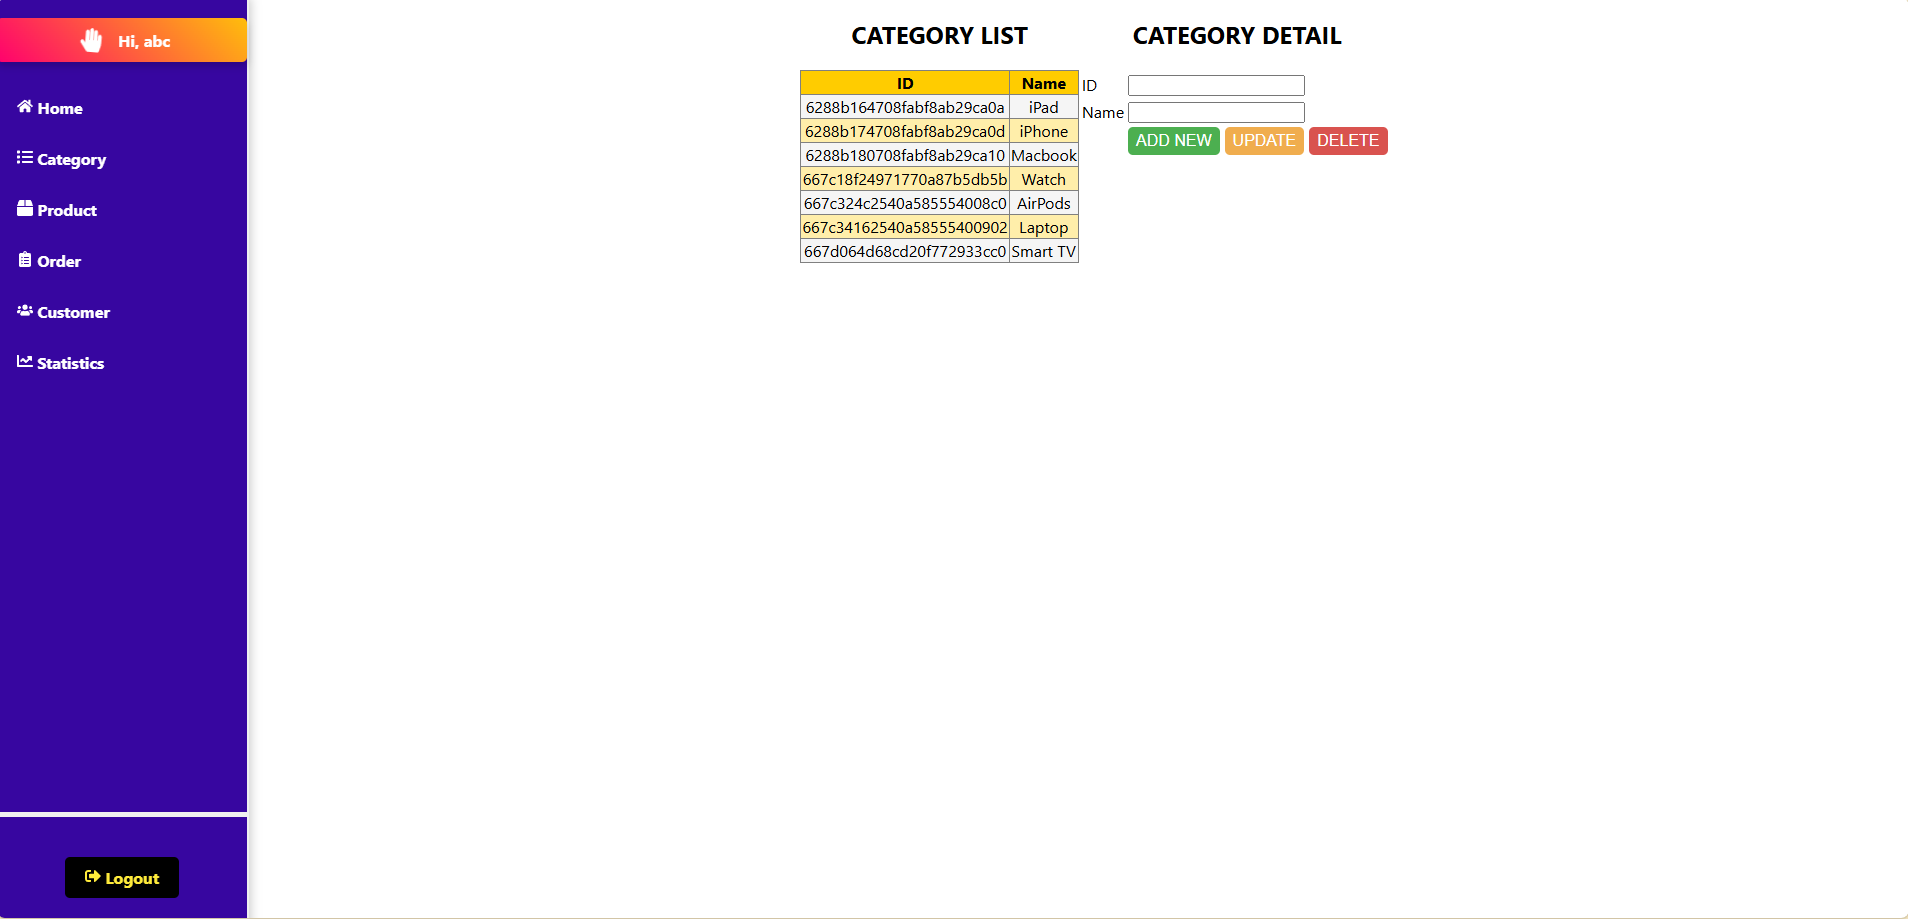 Hi, abc
Home
Category
Product
Order
Customer
Statistics
Logout
CATEGORY LIST
ID Name
6288b164708fabf8ab29ca0a iPad
6288b174708fabf8ab29ca0d iPhone
6288b180708fabf8ab29ca10 Macbook
667c18f24971770a87b5db5b Watch
667c324c2540a585554008c0 AirPods
667c34162540a58555400902 Laptop
667d064d68cd20f772933cc0 Smart TV
CATEGORY DETAIL
ID
Name
ADD NEW UPDATE DELETE